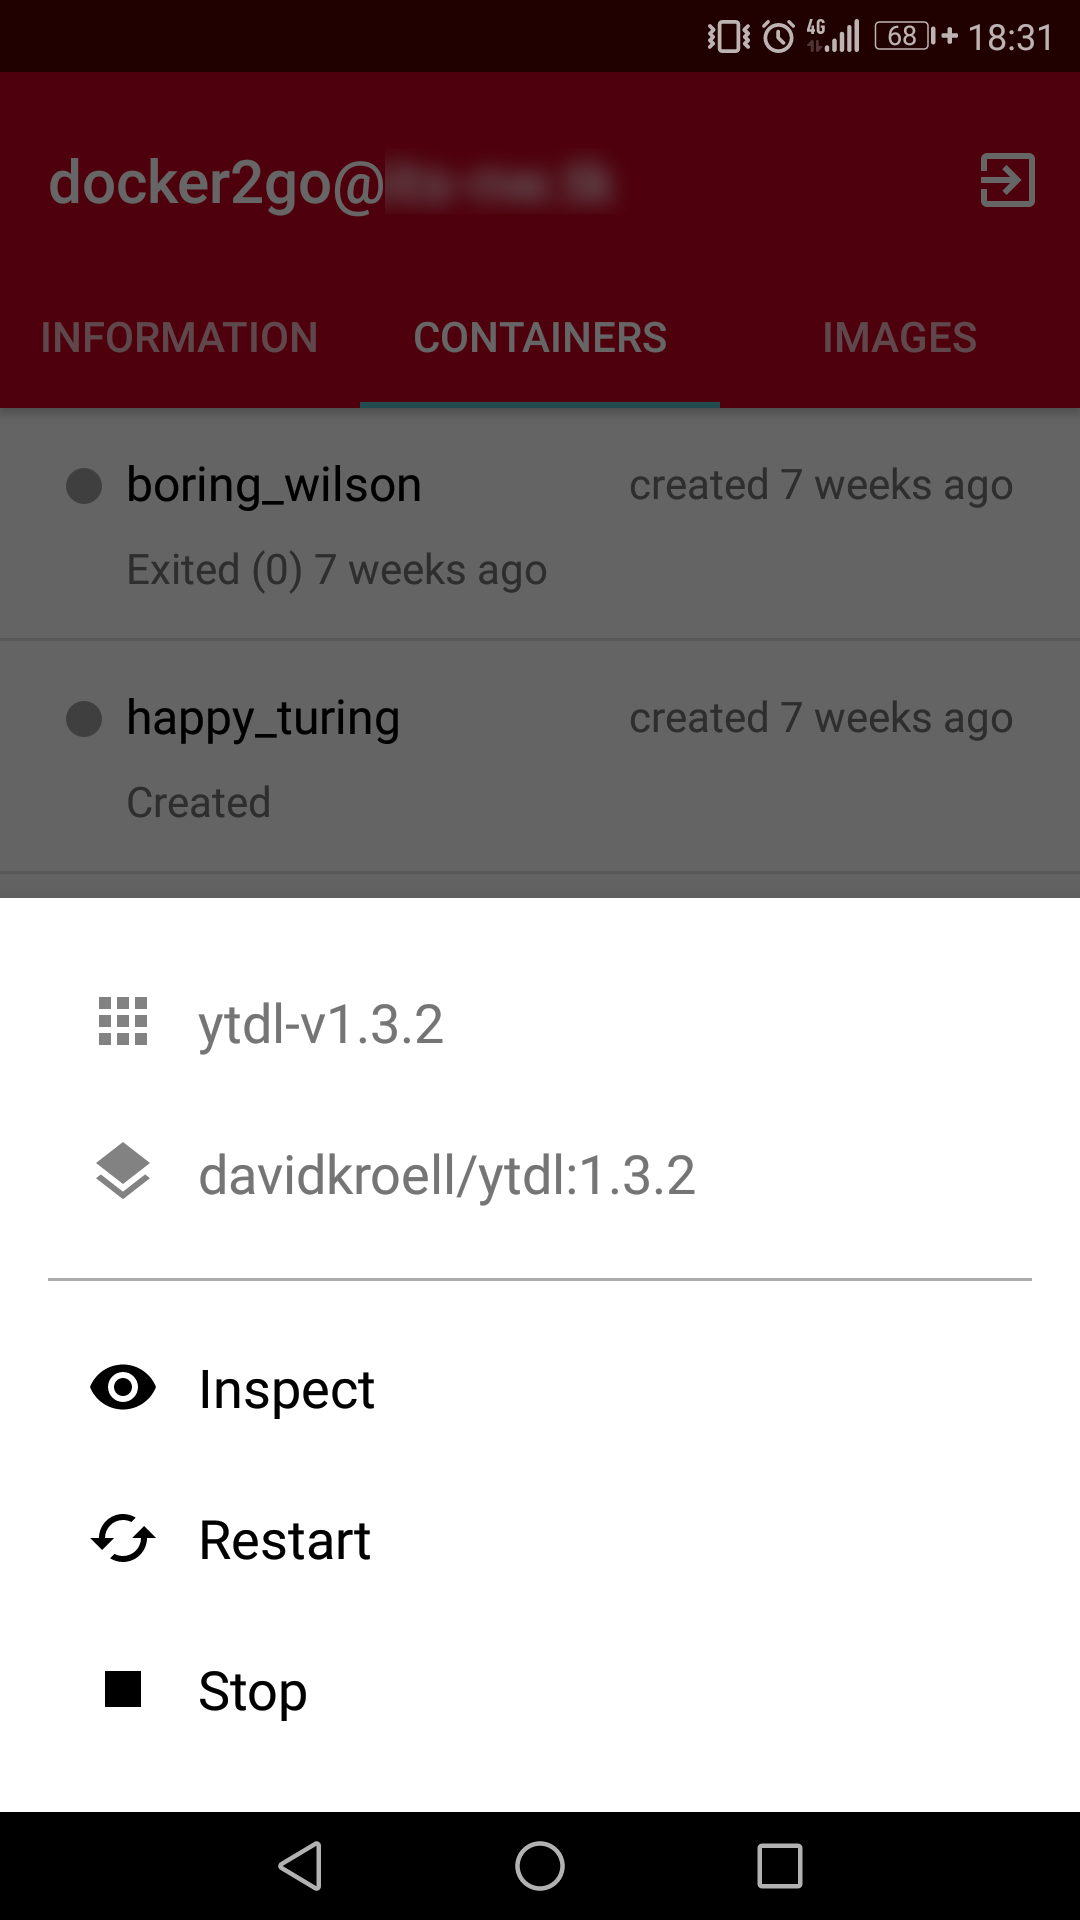 4G 68 18:31
docker2go@
INFORMATION CONTAINERS IMAGES
boring_wilson created 7 weeks ago
Exited (0) 7 weeks ago
happy_turing created 7 weeks ago
Created
ytdl-v1.3.2
davidkroell/ytdl:1.3.2
Inspect
Restart
Stop